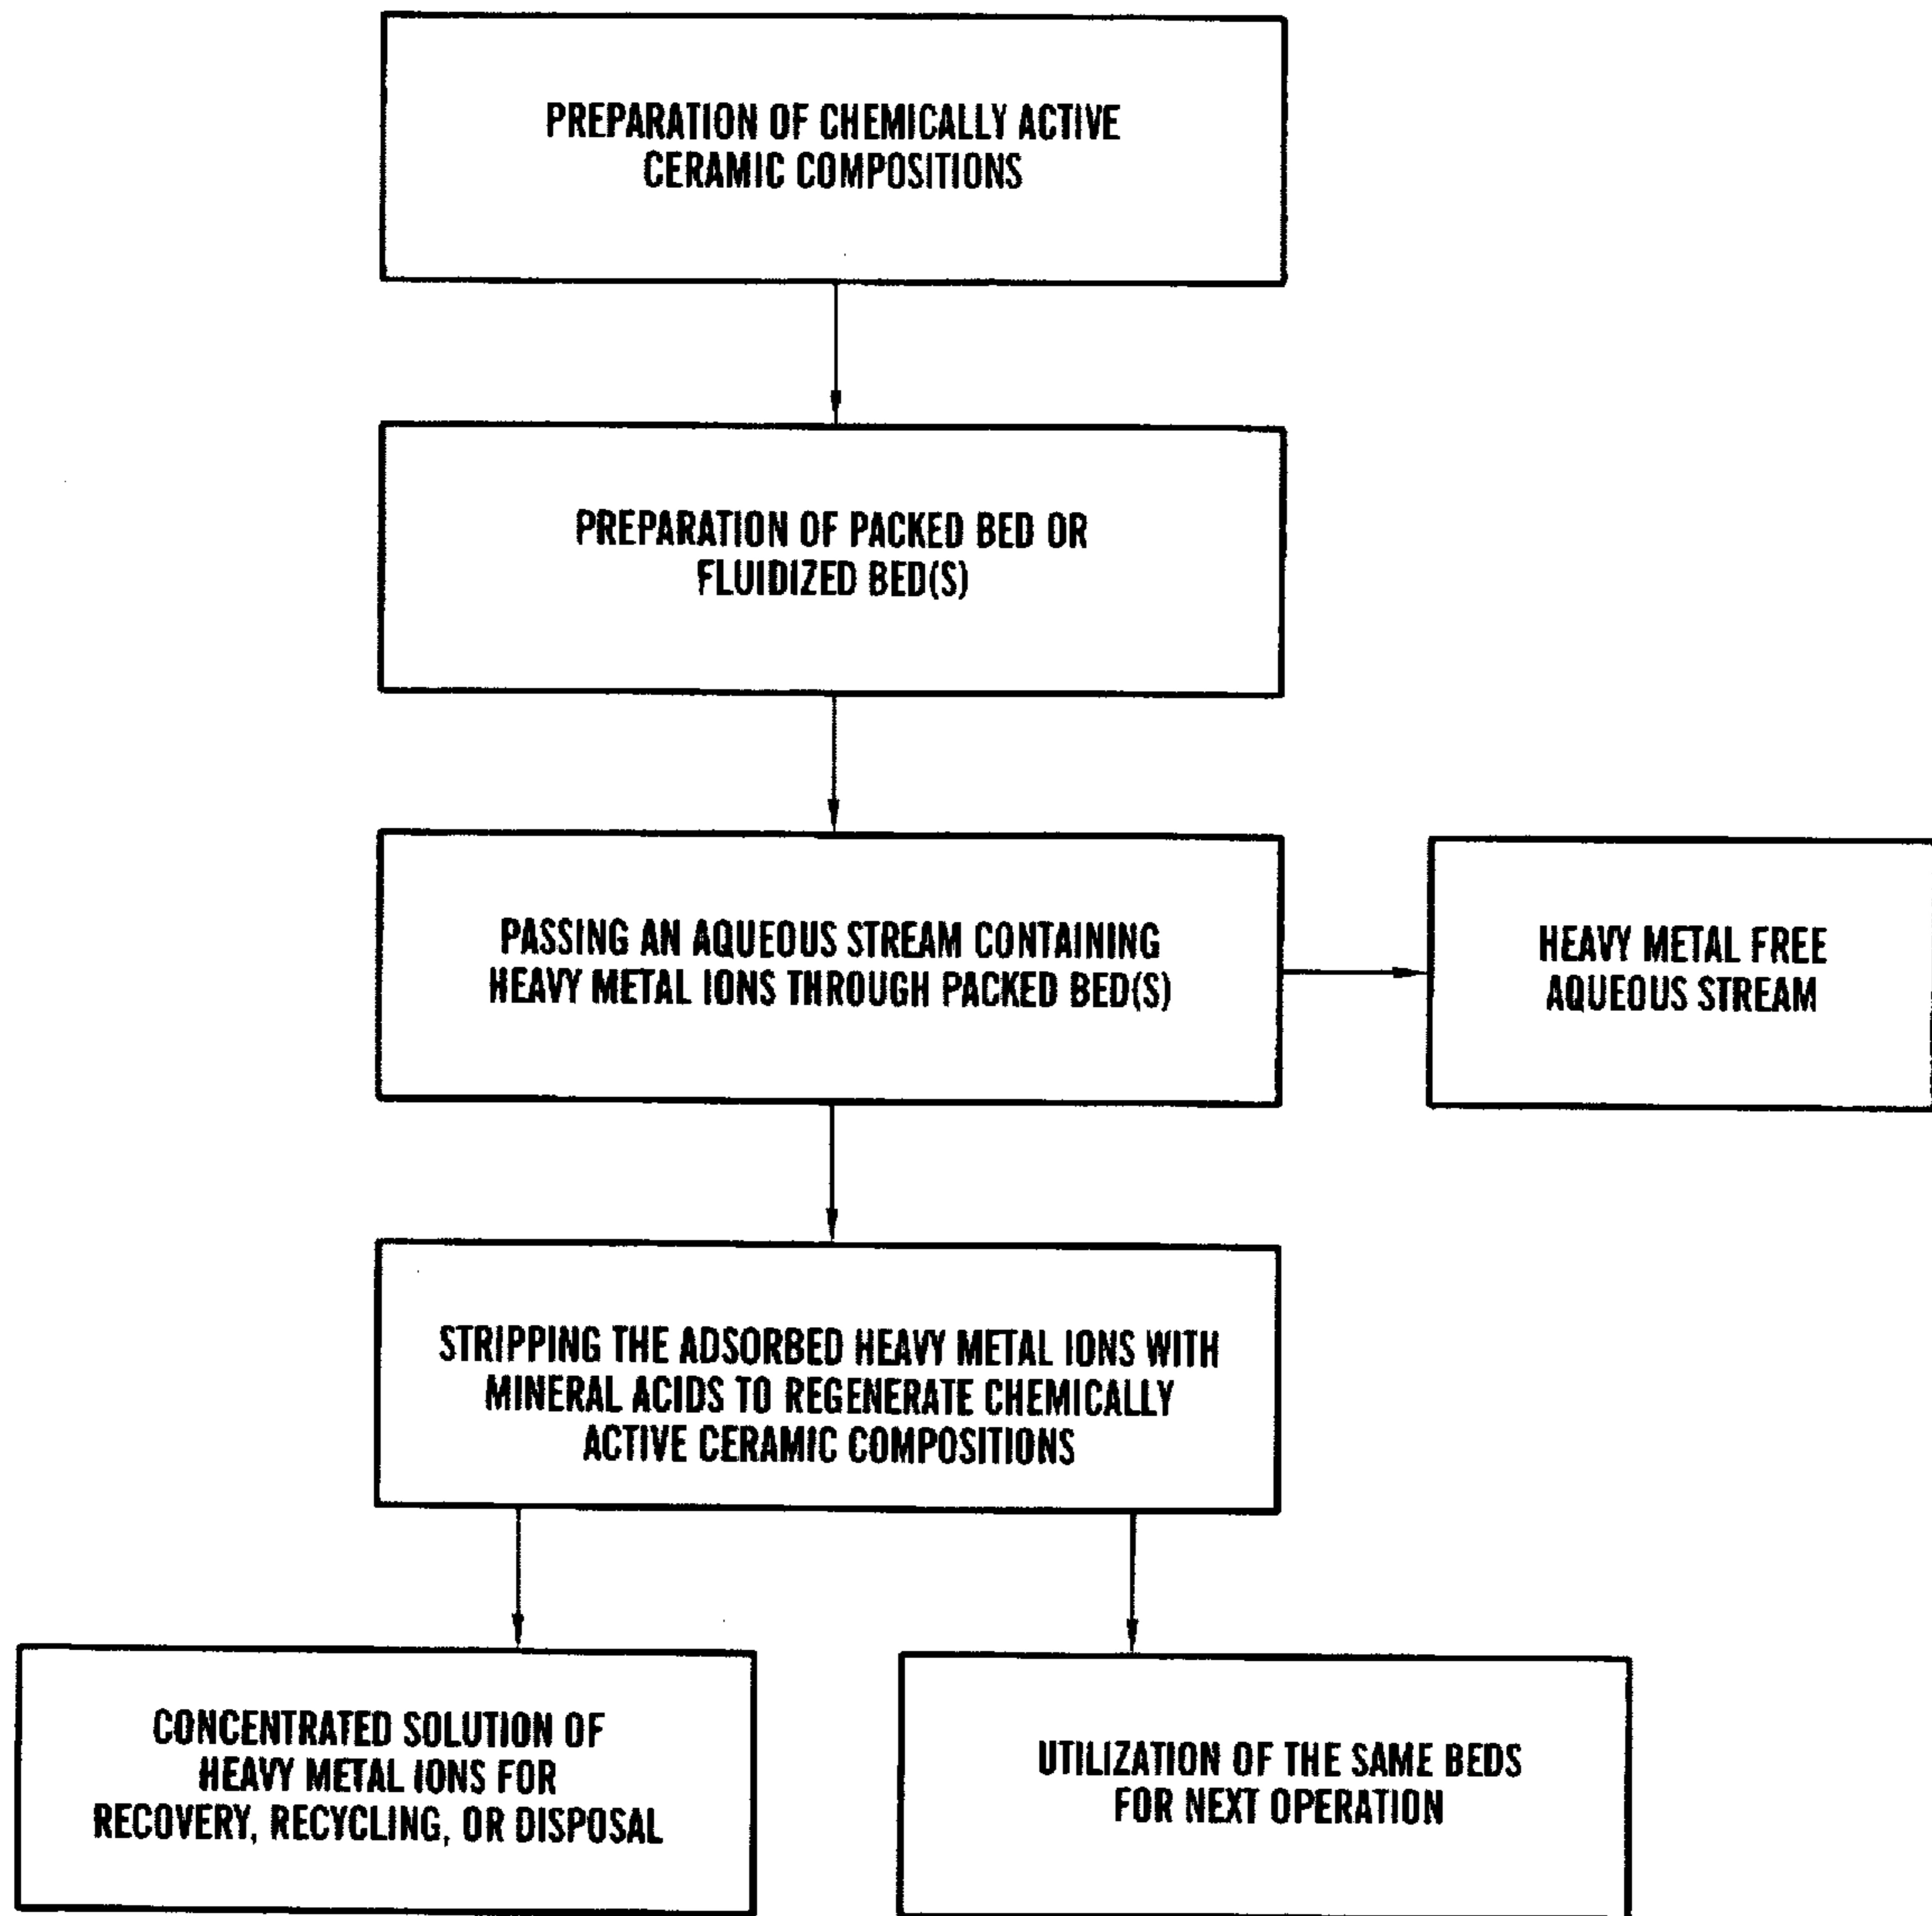 PREPARATION OF CHEMICALLY ACTIVE
CERAMIC COMPOSITIONS
PREPARATION OF PACKED BED OR
FLUIDIZED BED(S)
PASSING AN AQUEOUS STREAM CONTAINING
HEAVY METAL IONS THROUGH PACKED BED(S)
HEAVY METAL FREE
AQUEOUS STREAM
STRIPPING THE ADSORBED HEAVY METAL IONS WITH
MINERAL ACIDS TO REGENERATE CHEMICALLY
ACTIVE CERAMIC COMPOSITIONS
CONCENTRATED SOLUTION OF
HEAVY METAL IONS FOR
RECOVERY, RECYCLING, OR DISPOSAL
UTILIZATION OF THE SAME BEDS
FOR NEXT OPERATION